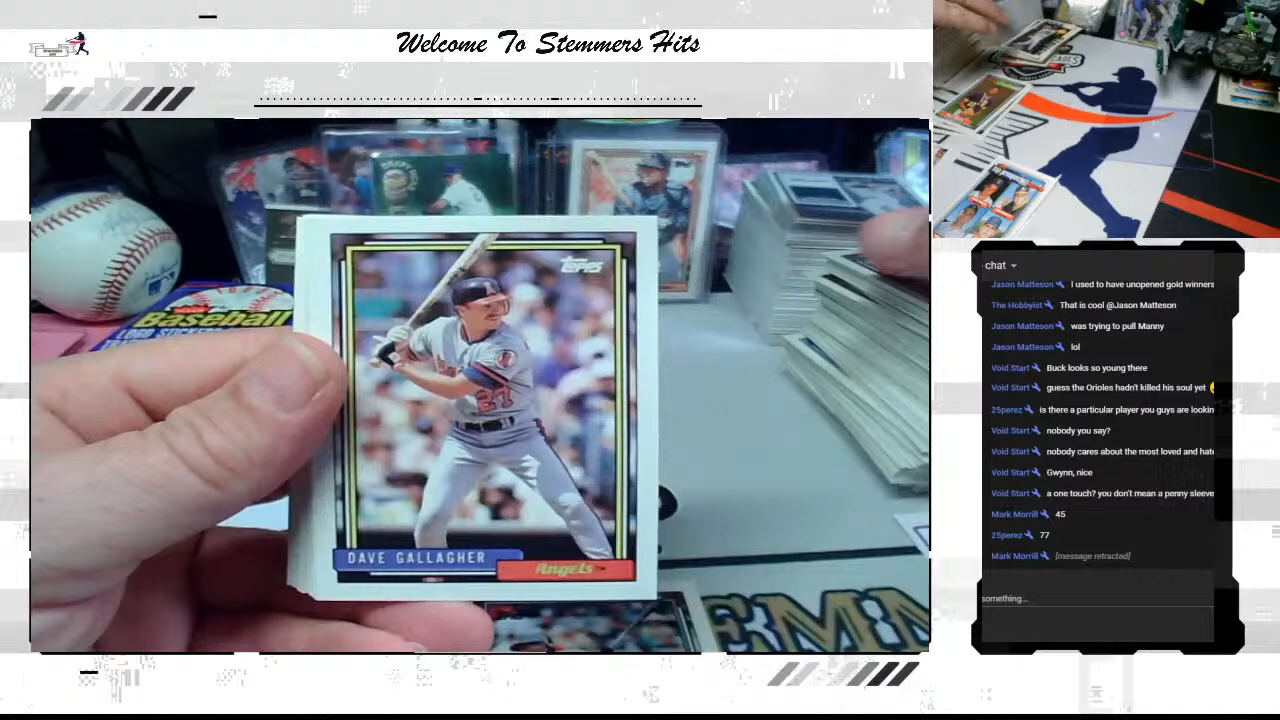 Welcome To Stemmers Hits
Baseball
TOPPS
27
DAVE GALLAGHER
Angels™
chat
Jason Matteson I used to have unopened gold winners
The Hobbyist That is cool @Jason Matteson
Jason Matteson was trying to pull Manny
Jason Matteson lol
Void Start Buck looks so young there
Void Start guess the Orioles hadn't killed his soul yet
25perez is there a particular player you guys are lookin
Void Start nobody you say?
Void Start nobody cares about the most loved and hate
Void Start Gwynn, nice
Void Start a one touch? you don't mean a penny sleeve
Mark Morrill 45
25perez 77
Mark Morrill [message retracted]
something...